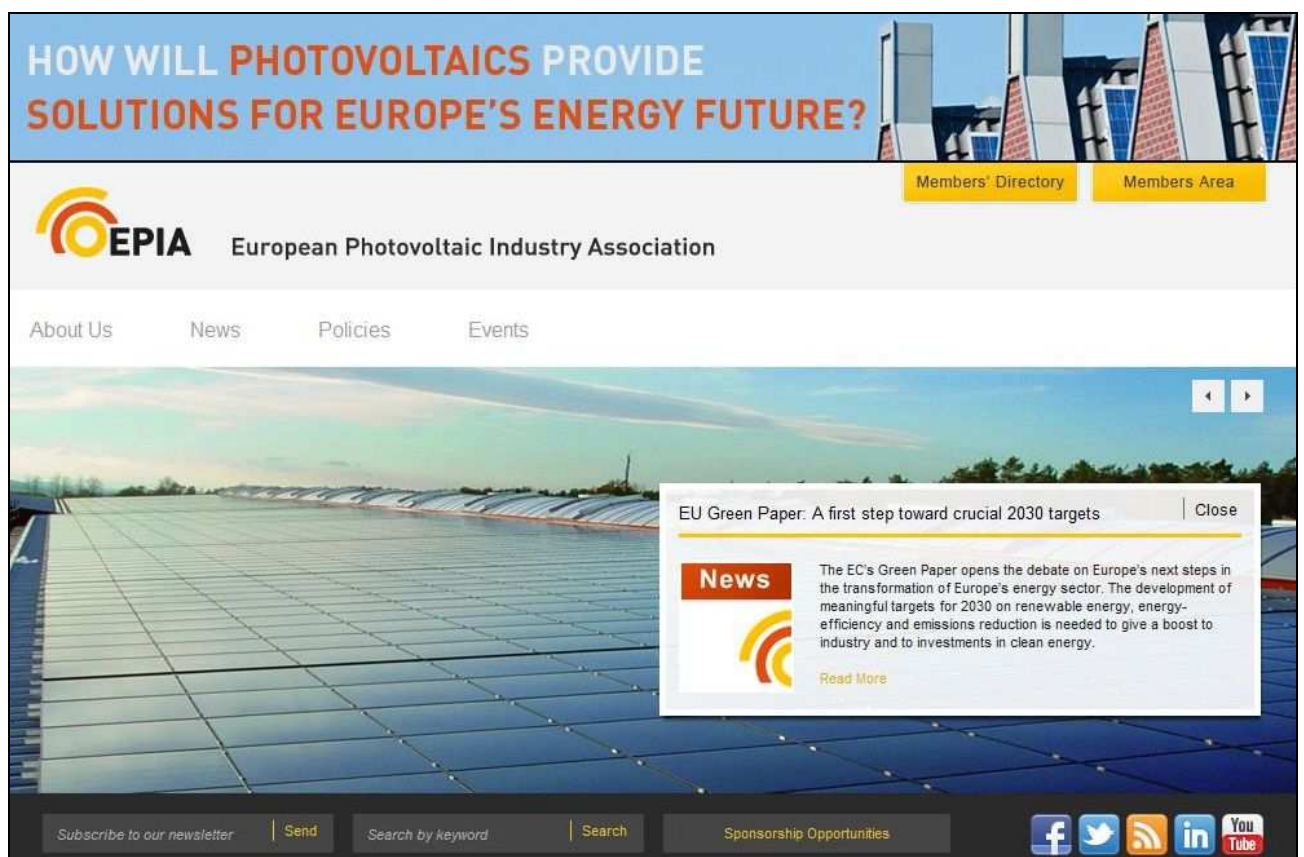 HOW WILL PHOTOVOLTAICS PROVIDE
SOLUTIONS FOR EUROPE'S ENERGY FUTURE?
Members' Directory
Members Area
EPIA
European Photovoltaic Industry Association
About Us
News
Policies
Events
EU Green Paper: A first step toward crucial 2030 targets
Close
News
The EC's Green Paper opens the debate on Europe's next steps in
the transformation of Europe's energy sector. The development of
meaningful targets for 2030 on renewable energy, energy-
efficiency and emissions reduction is needed to give a boost to
industry and to investments in clean energy.
Read More
Subscribe to our newsletter
Send
Search by keyword
Search
Sponsorship Opportunities
f
in
You
Tube